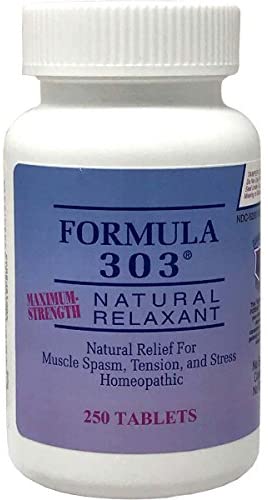 FORMULA
303®
MAXIMUM-
STRENGTH
NATURAL
RELAXANT
Natural Relief For
Muscle Spasm, Tension, and Stress
Homeopathic
250 TABLETS